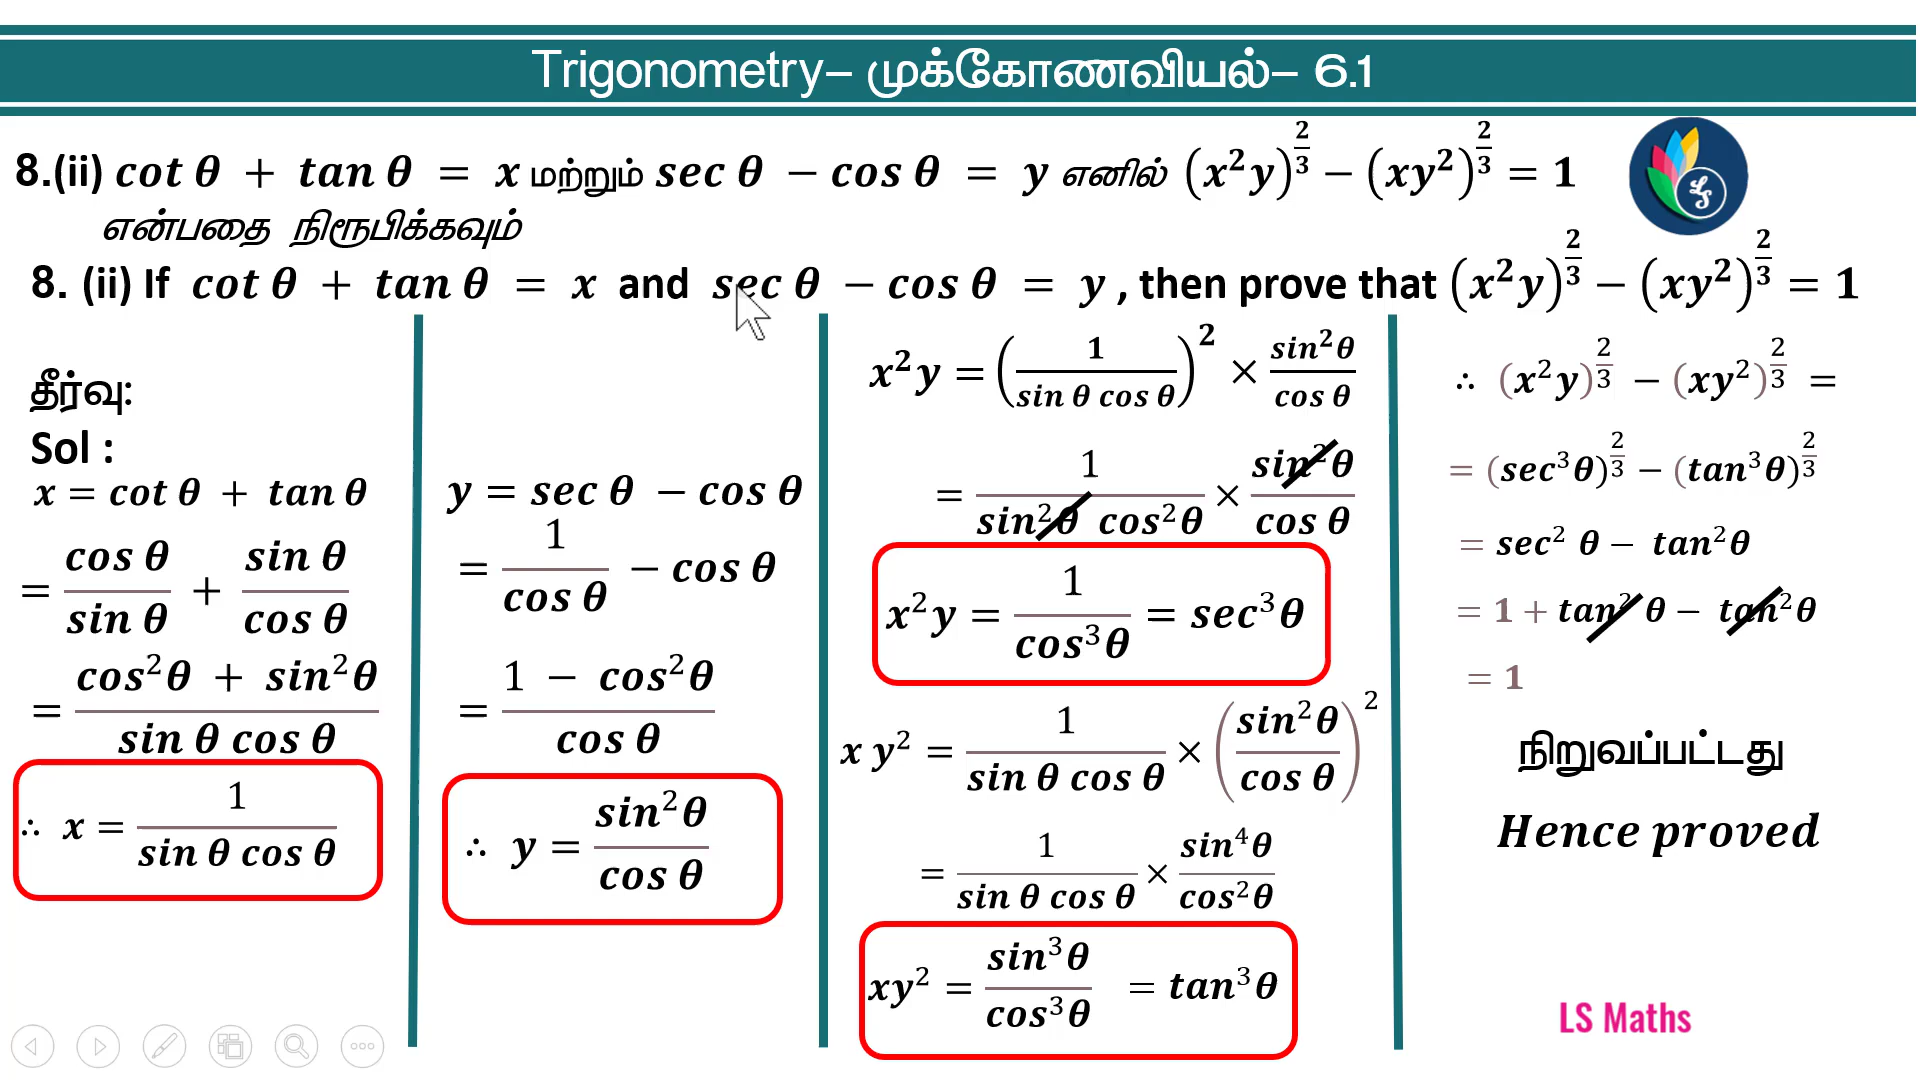 Trigonometry– முக்கோணவியல்– 6.1
8.(ii) cot θ + tan θ = x மற்றும் sec θ − cos θ = y எனில் (x²y)^(2/3) − (xy²)^(2/3) = 1
என்பதை நிரூபிக்கவும்
8. (ii) If cot θ + tan θ = x and sec θ − cos θ = y , then prove that (x²y)^(2/3) − (xy²)^(2/3) = 1
தீர்வு:
Sol :
x = cot θ + tan θ
= cos θ / sin θ + sin θ / cos θ
= (cos²θ + sin²θ) / (sin θ cos θ)
∴ x = 1 / (sin θ cos θ)
y = sec θ − cos θ
= 1 / cos θ − cos θ
= (1 − cos²θ) / cos θ
∴ y = sin²θ / cos θ
x²y = (1 / (sin θ cos θ))² × sin²θ / cos θ
= 1 / (sin²θ cos²θ) × sin²θ / cos θ
x²y = 1 / cos³θ = sec³θ
x y² = 1 / (sin θ cos θ) × (sin²θ / cos θ)²
= 1 / (sin θ cos θ) × sin⁴θ / cos²θ
xy² = sin³θ / cos³θ = tan³θ
∴ (x²y)^(2/3) − (xy²)^(2/3) =
= (sec³θ)^(2/3) − (tan³θ)^(2/3)
= sec² θ − tan²θ
= 1 + tan² θ − tan²θ
= 1
நிறுவப்பட்டது
Hence proved
LS Maths